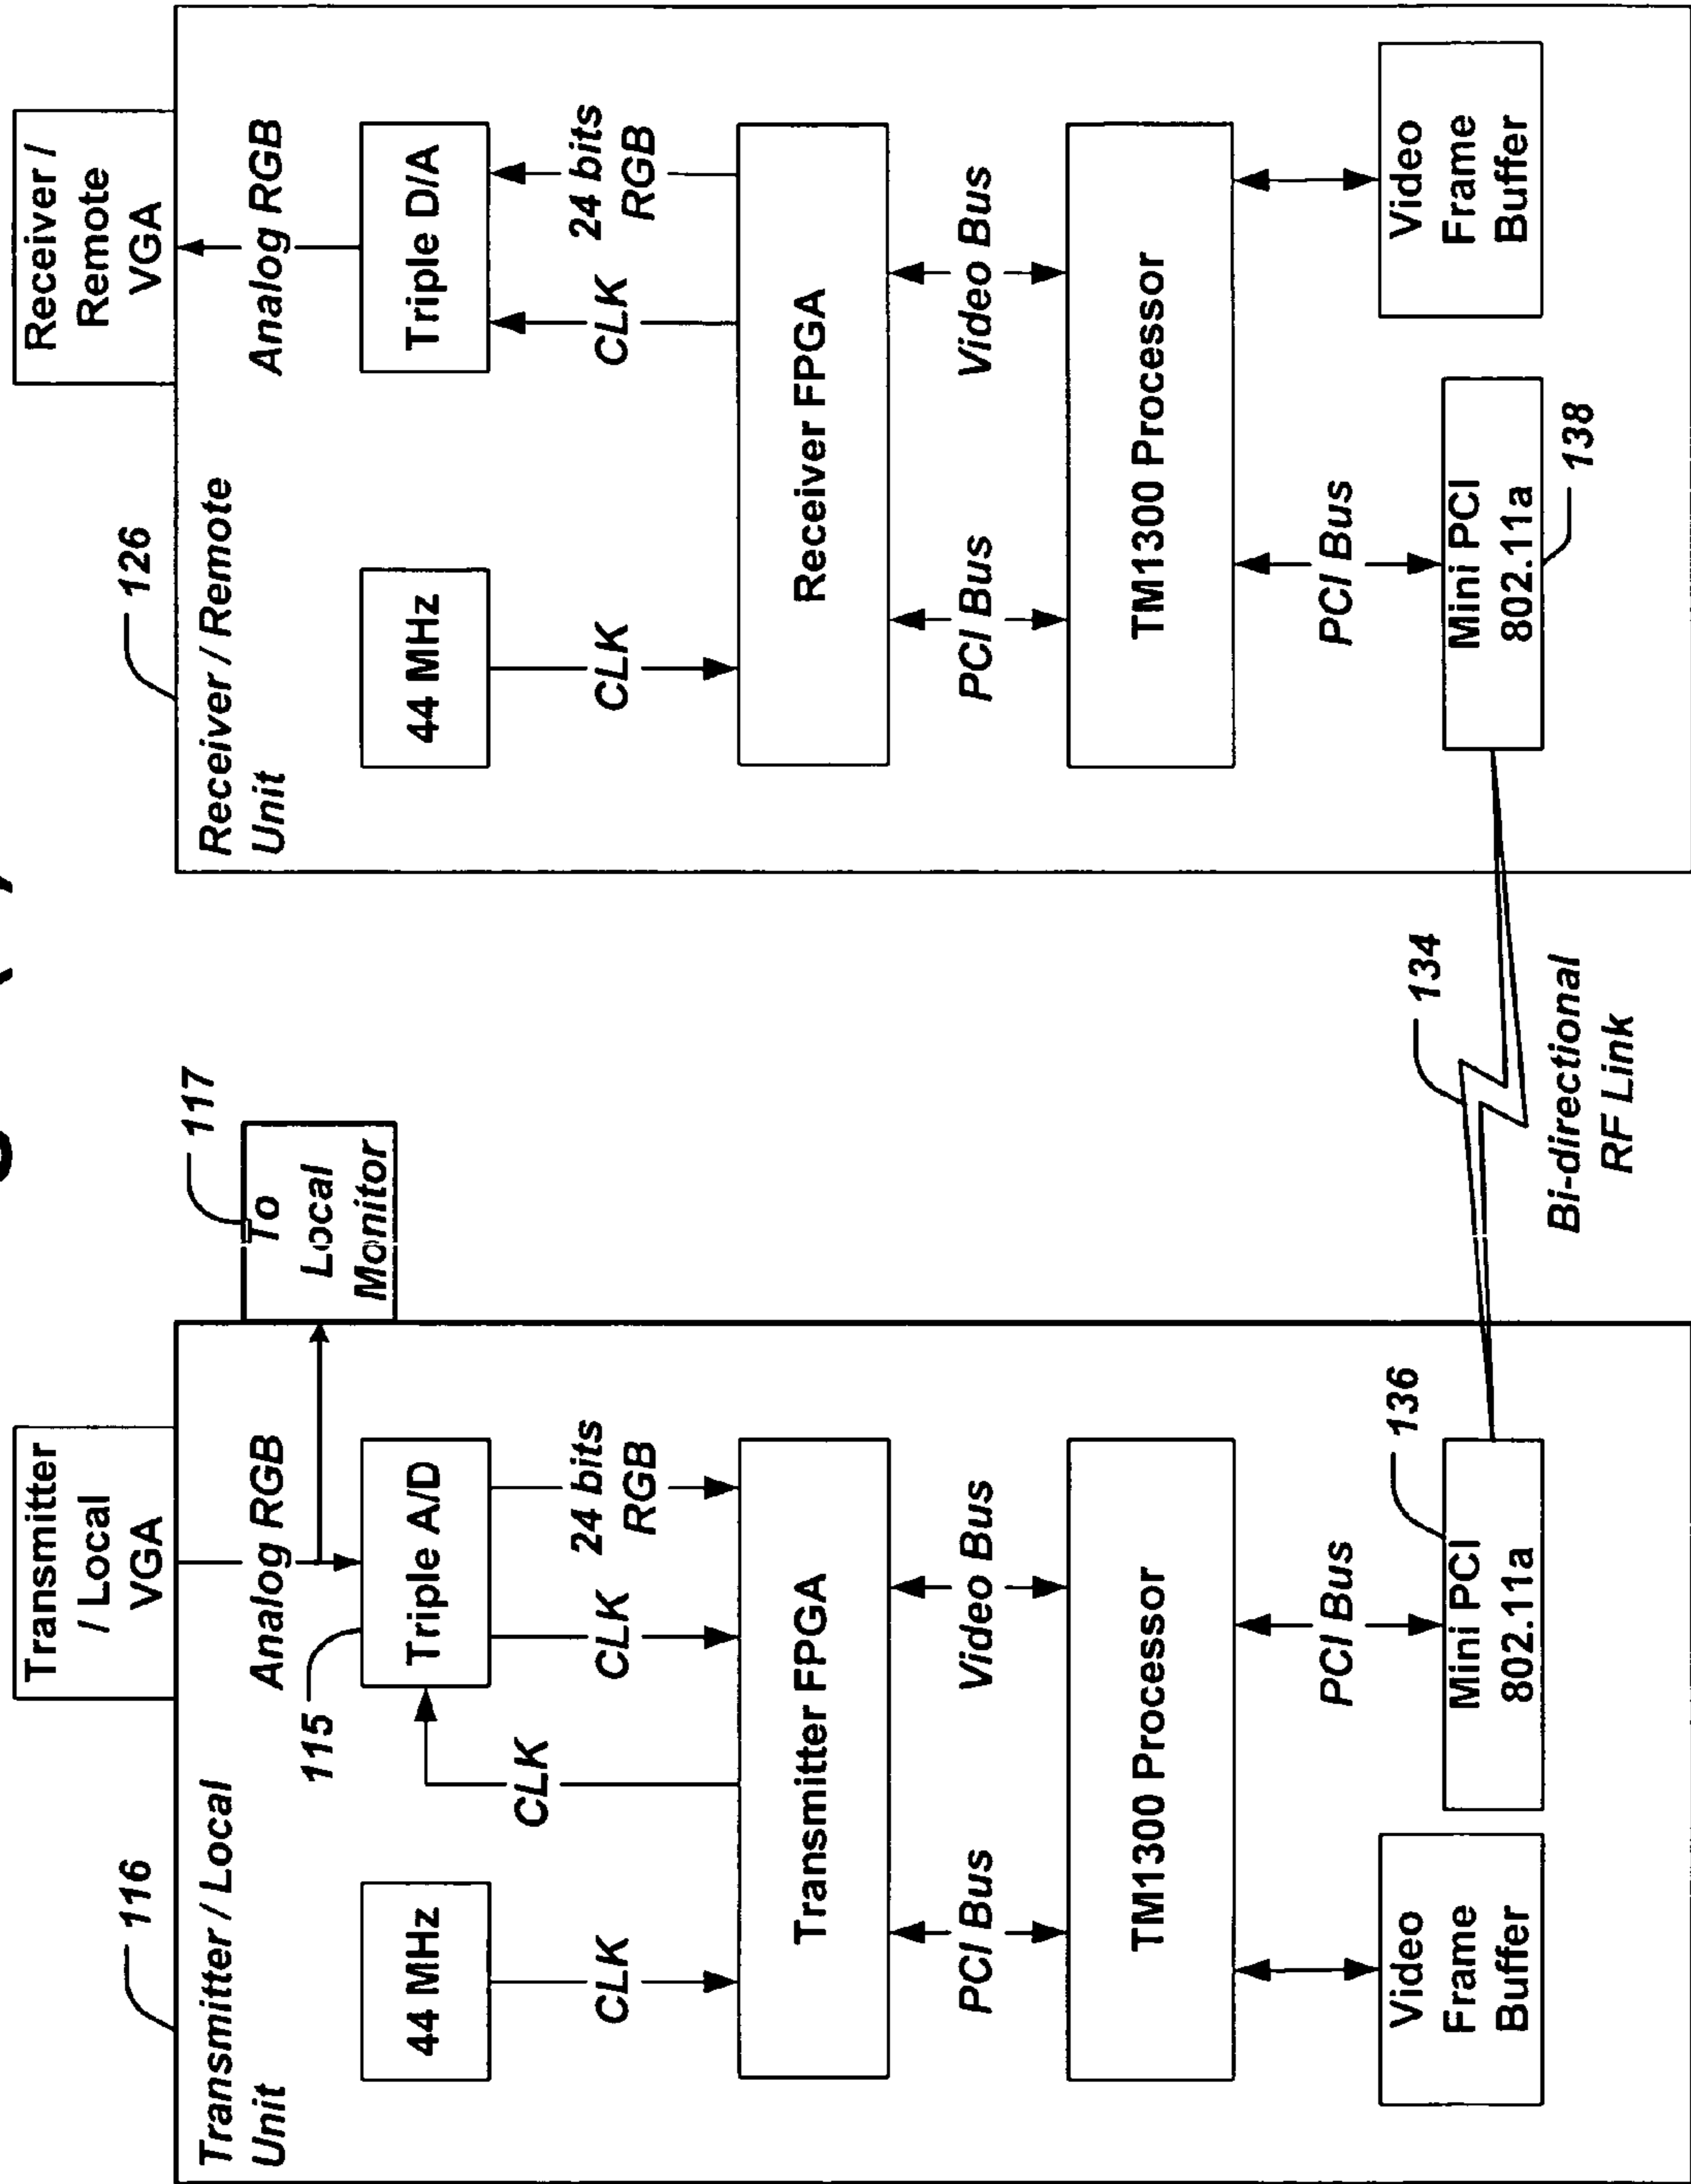 Transmitter
/ Local
VGA
116
Transmitter / Local
Unit
Analog RGB
117
To
Local
Monitor
115
44 MHz
Triple A/D
CLK
CLK
CLK
24 bits
RGB
Transmitter FPGA
PCI Bus
Video Bus
TM1300 Processor
PCI Bus
136
Video
Frame
Buffer
Mini PCI
802.11a
134
Bi-directional
RF Link
Receiver /
Remote
VGA
126
Receiver / Remote
Unit
Analog RGB
44 MHz
Triple D/A
CLK
CLK
24 bits
RGB
Receiver FPGA
PCI Bus
Video Bus
TM1300 Processor
PCI Bus
Mini PCI
802.11a
138
Video
Frame
Buffer